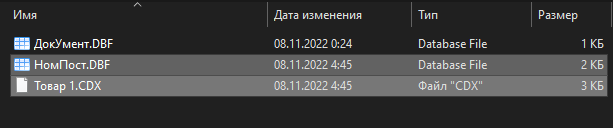 Имя Дата изменения Тип Размер
ДокУмент.DBF 08.11.2022 0:24 Database File 1 КБ
НомПост.DBF 08.11.2022 4:45 Database File 2 КБ
Товар 1.CDX 08.11.2022 4:45 Файл "CDX" 3 КБ